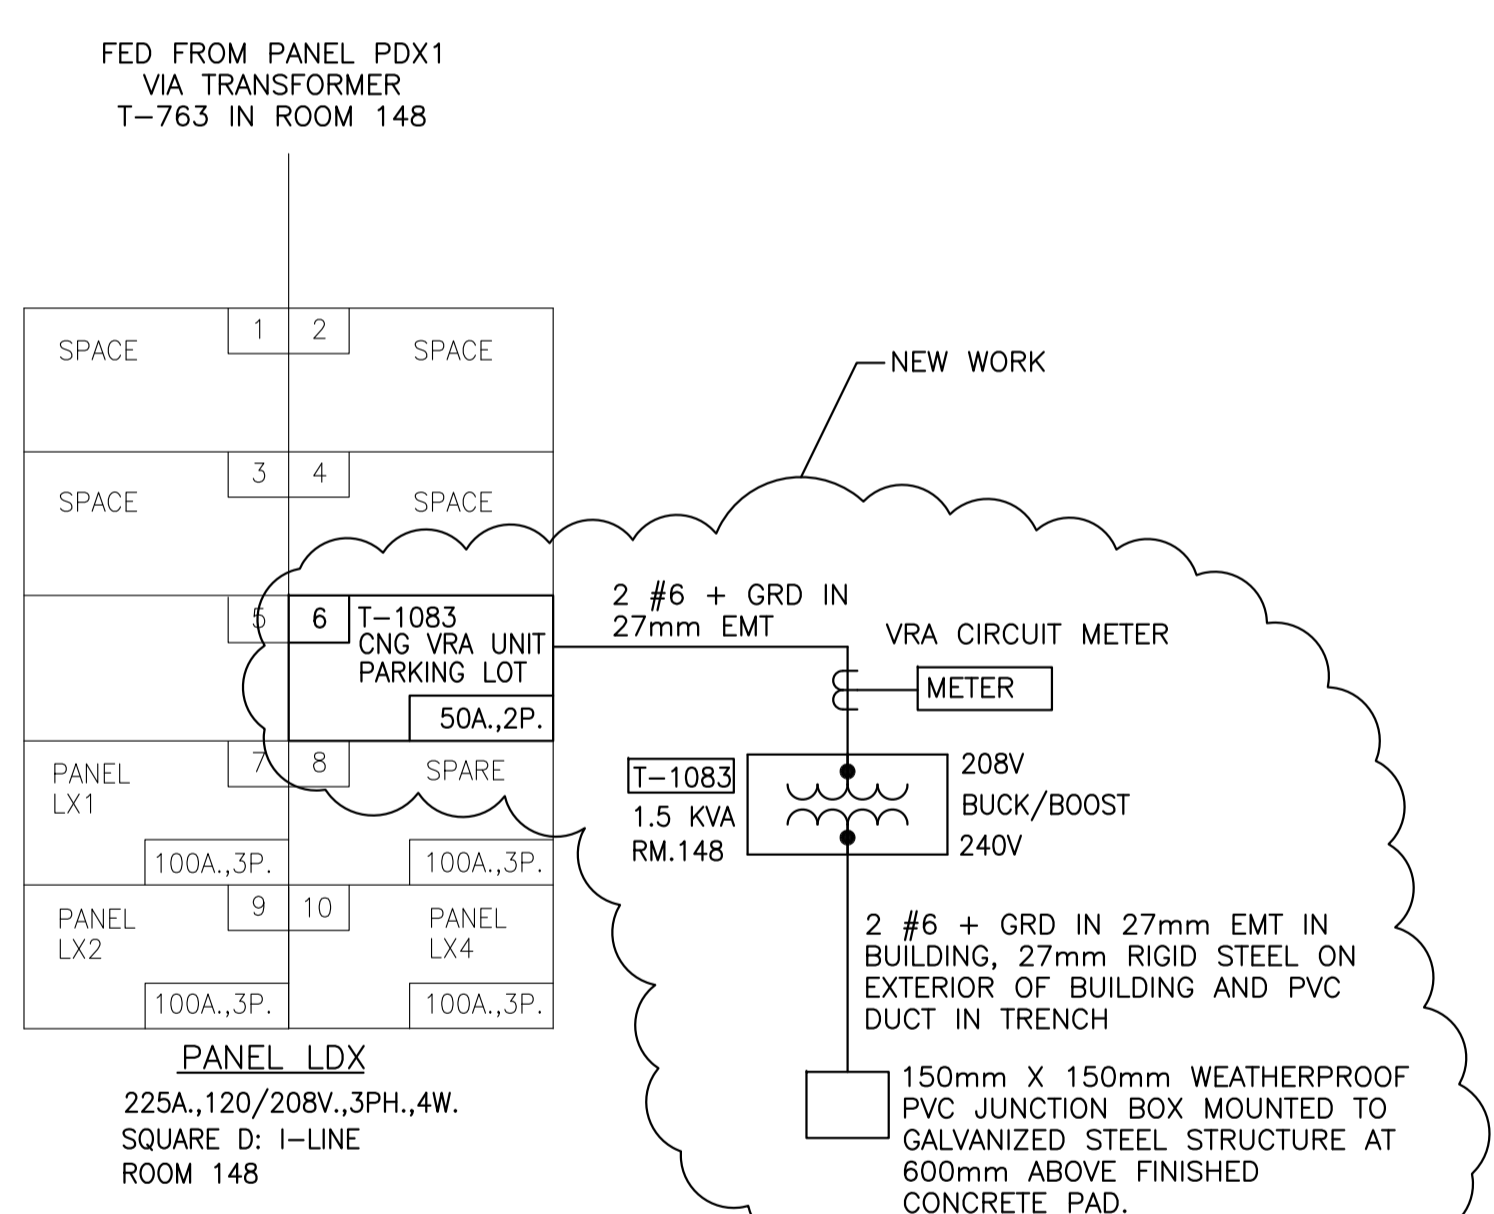 FED FROM PANEL PDX1
VIA TRANSFORMER
T-763 IN ROOM 148
1 2
SPACE SPACE
NEW WORK
3 4
SPACE SPACE
5 6 T-1083
CNG VRA UNIT
PARKING LOT
50A.,2P.
2 #6 + GRD IN
27mm EMT
VRA CIRCUIT METER
METER
7 8
PANEL
LX1
SPARE
100A.,3P. 100A.,3P.
T-1083
1.5 KVA
RM.148
208V
BUCK/BOOST
240V
9 10
PANEL
LX2
PANEL
LX4
100A.,3P. 100A.,3P.
2 #6 + GRD IN 27mm EMT IN
BUILDING, 27mm RIGID STEEL ON
EXTERIOR OF BUILDING AND PVC
DUCT IN TRENCH
PANEL LDX
225A.,120/208V.,3PH.,4W.
SQUARE D: I-LINE
ROOM 148
150mm X 150mm WEATHERPROOF
PVC JUNCTION BOX MOUNTED TO
GALVANIZED STEEL STRUCTURE AT
600mm ABOVE FINISHED
CONCRETE PAD.